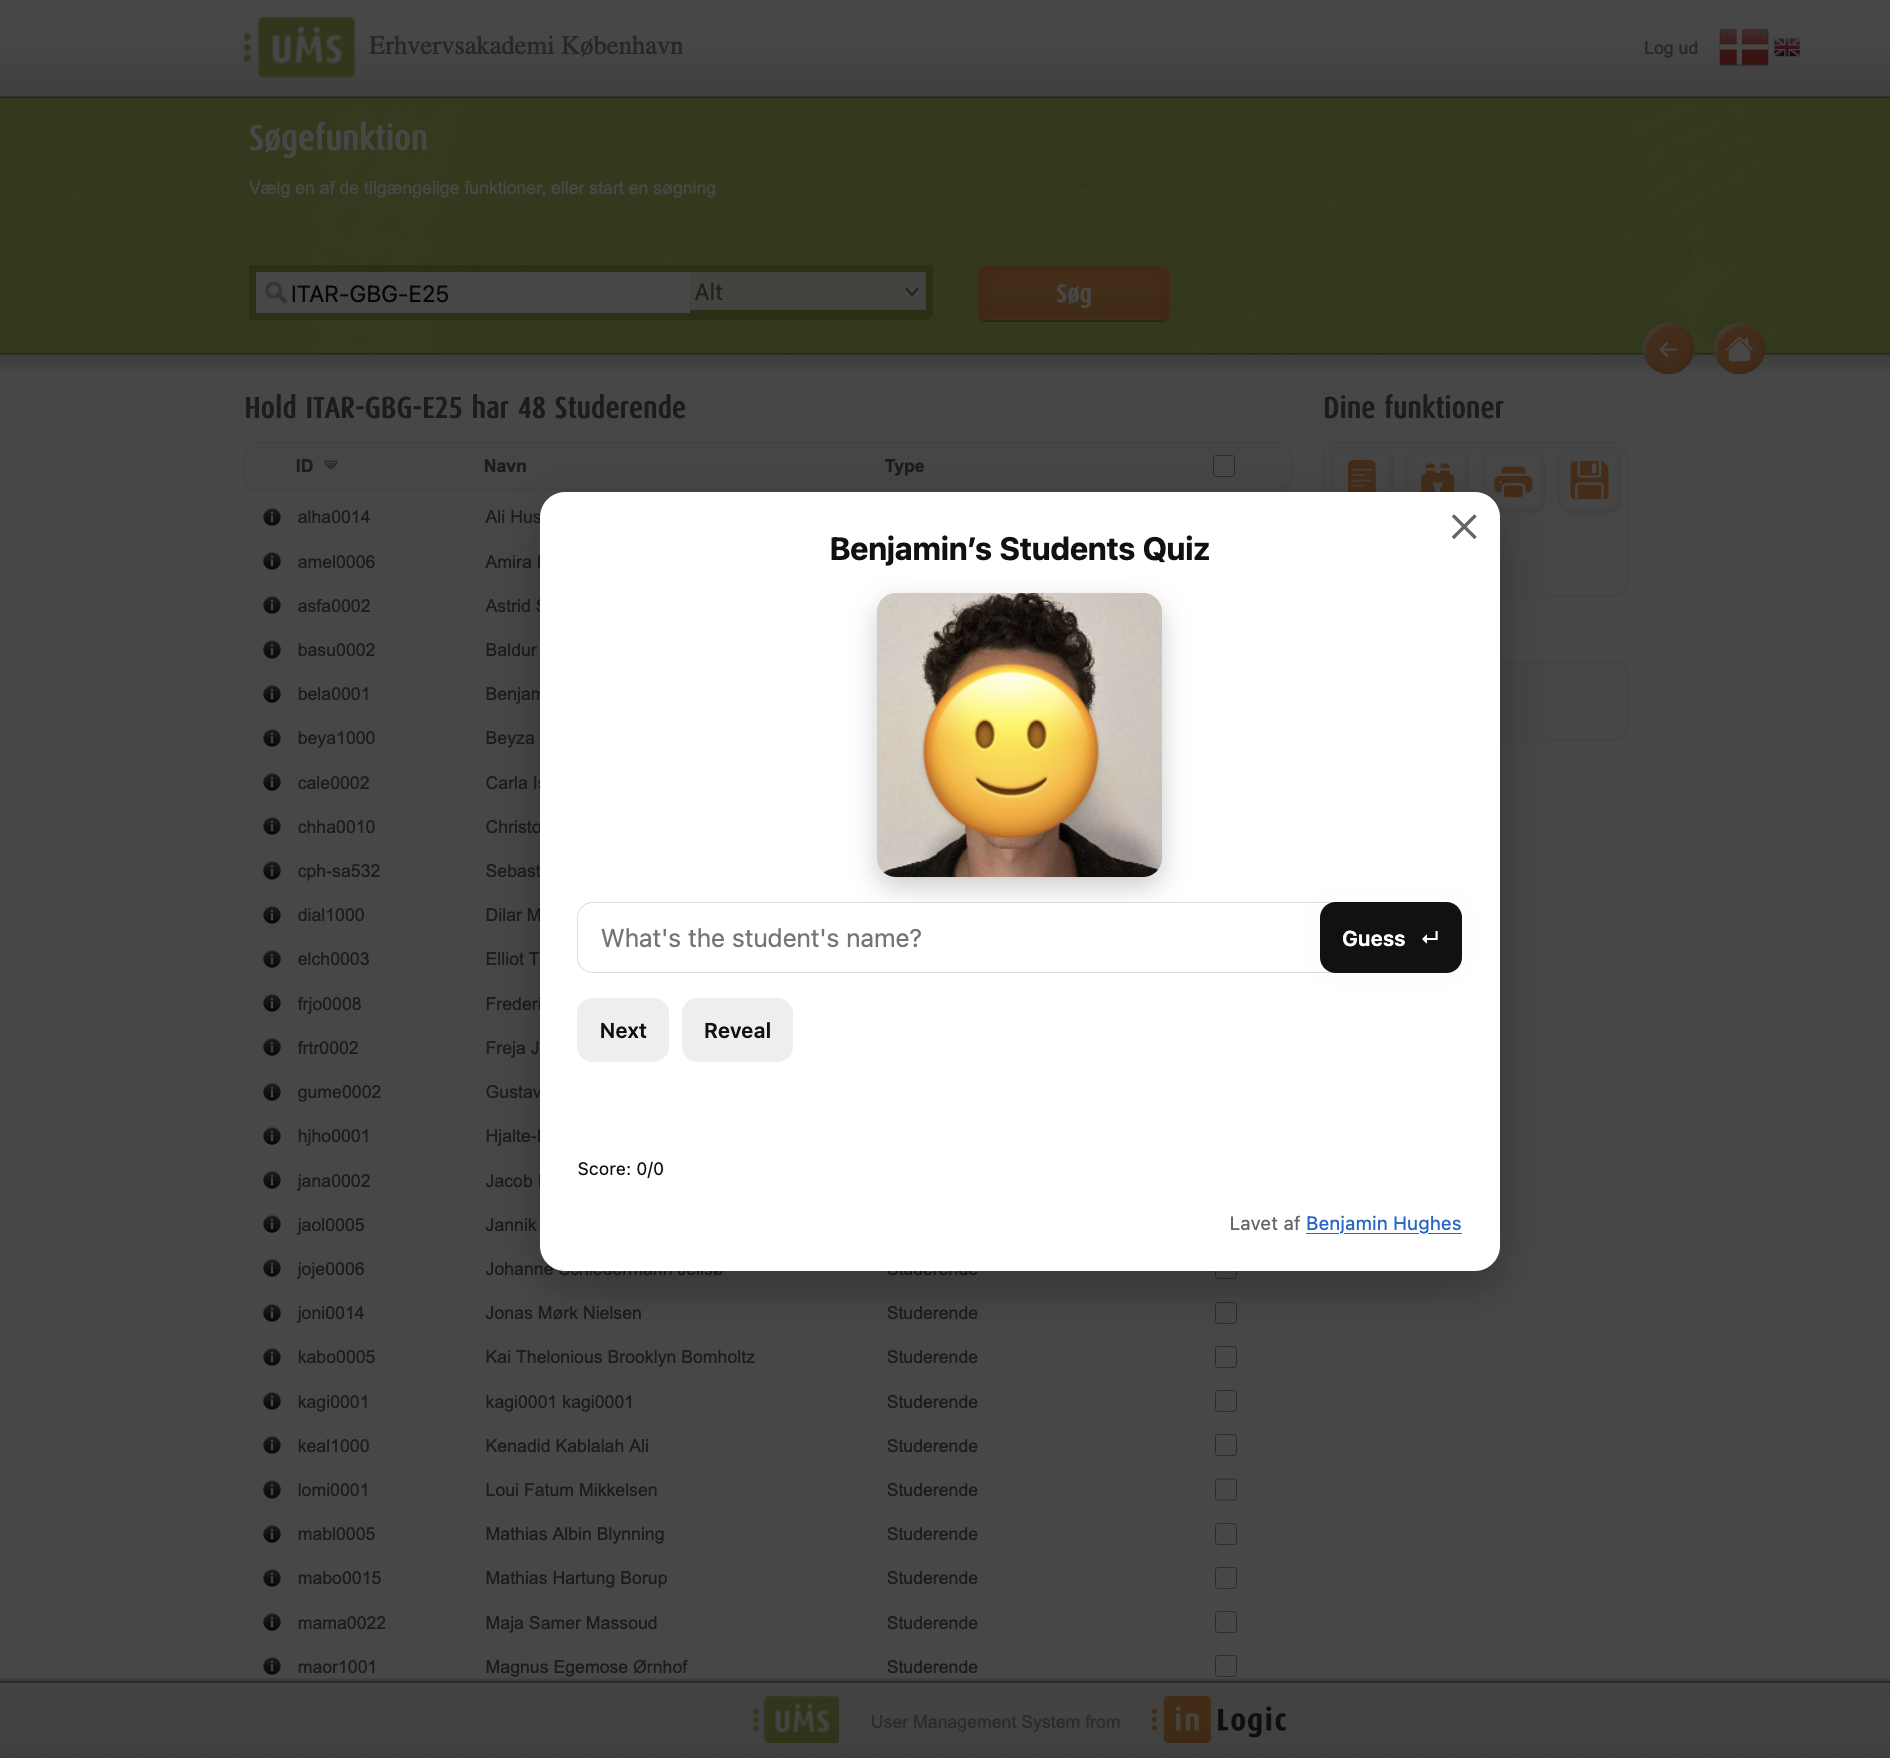 UMS Erhvervsakademi København
Log ud
Søgefunktion
Vælg en af de tilgængelige funktioner, eller start en søgning
ITAR-GBG-E25 Alt Søg
Hold ITAR-GBG-E25 har 48 Studerende
Dine funktioner
ID Navn Type
alha0014 Ali Hus
amel0006 Amira
asfa0002 Astrid
basu0002 Baldur
bela0001 Benjam
beya1000 Beyza
cale0002 Carla
chha0010 Christo
cph-sa532 Sebast
dial1000 Dilar M
elch0003 Elliot T
frjo0008 Frederi
frtr0002 Freja J
gume0002 Gustav
hjho0001 Hjalte-
jana0002 Jacob
jaol0005 Jannik
Benjamin’s Students Quiz
What's the student's name?
Guess ↵
Next Reveal
Score: 0/0
Lavet af Benjamin Hughes
joje0006 Johanne Schledermann Jellsø Studerende
joni0014 Jonas Mørk Nielsen Studerende
kabo0005 Kai Thelonious Brooklyn Bomholtz Studerende
kagi0001 kagi0001 kagi0001 Studerende
keal1000 Kenadid Kablalah Ali Studerende
lomi0001 Loui Fatum Mikkelsen Studerende
mabl0005 Mathias Albin Blynning Studerende
mabo0015 Mathias Hartung Borup Studerende
mama0022 Maja Samer Massoud Studerende
maor1001 Magnus Egemose Ørnhof Studerende
UMS User Management System from inLogic